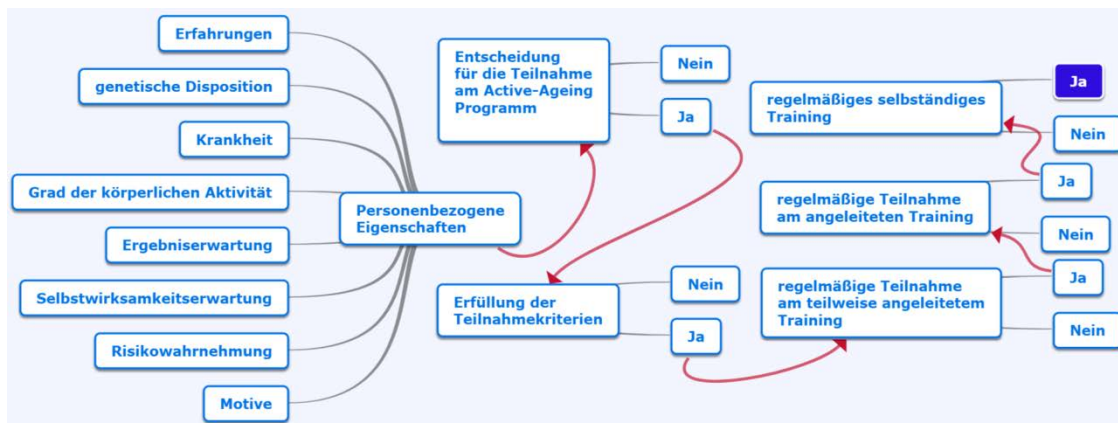 Erfahrungen
genetische Disposition
Krankheit
Grad der körperlichen Aktivität
Ergebniserwartung
Selbstwirksamkeitserwartung
Risikowahrnehmung
Motive
Personenbezogene
Eigenschaften
Entscheidung
für die Teilnahme
am Active-Ageing
Programm
Nein
Ja
Erfüllung der
Teilnahmekriterien
Nein
Ja
regelmäßiges selbständiges
Training
Ja
Nein
regelmäßige Teilnahme
am angeleiteten Training
Ja
Nein
regelmäßige Teilnahme
am teilweise angeleitetem
Training
Ja
Nein